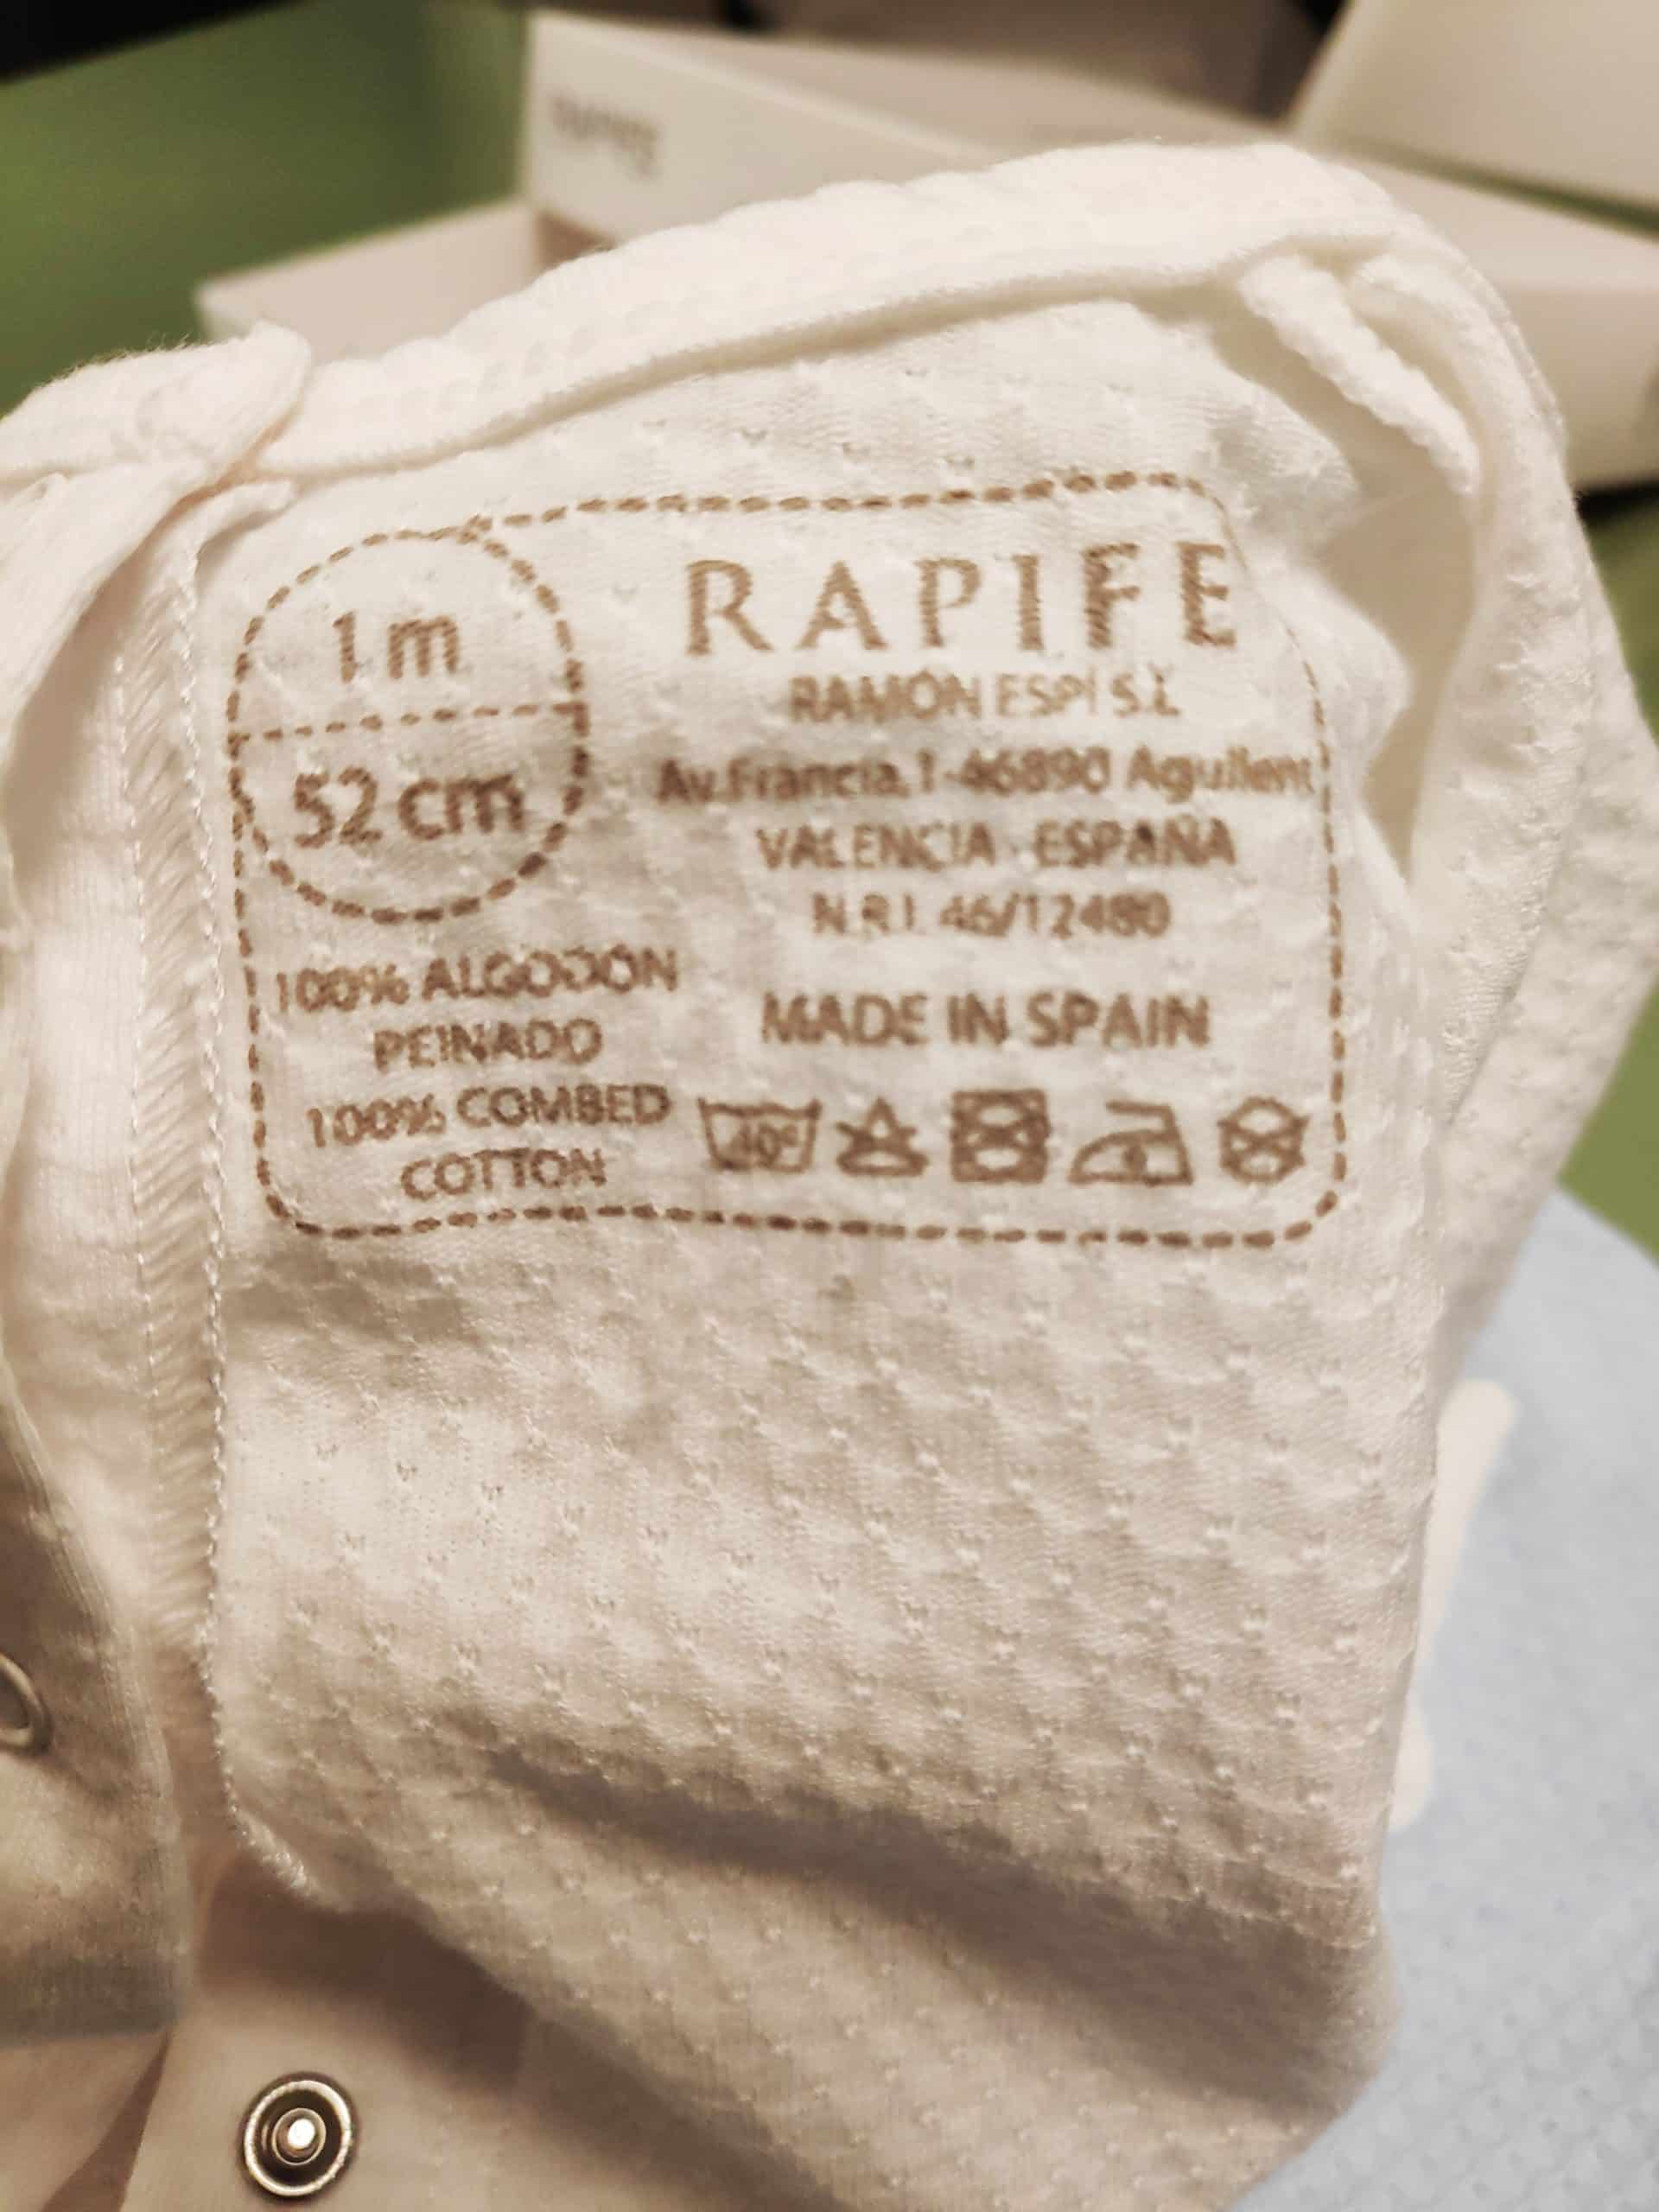 1 m
52 cm
RAPIFE
RAMÓN ESPÍ S.L
Av.Francia,1-46890 Agullent
VALENCIA - ESPAÑA
N.R.I. 46/12480
MADE IN SPAIN
100% ALGODÓN
PEINADO
100% COMBED
COTTON
40°